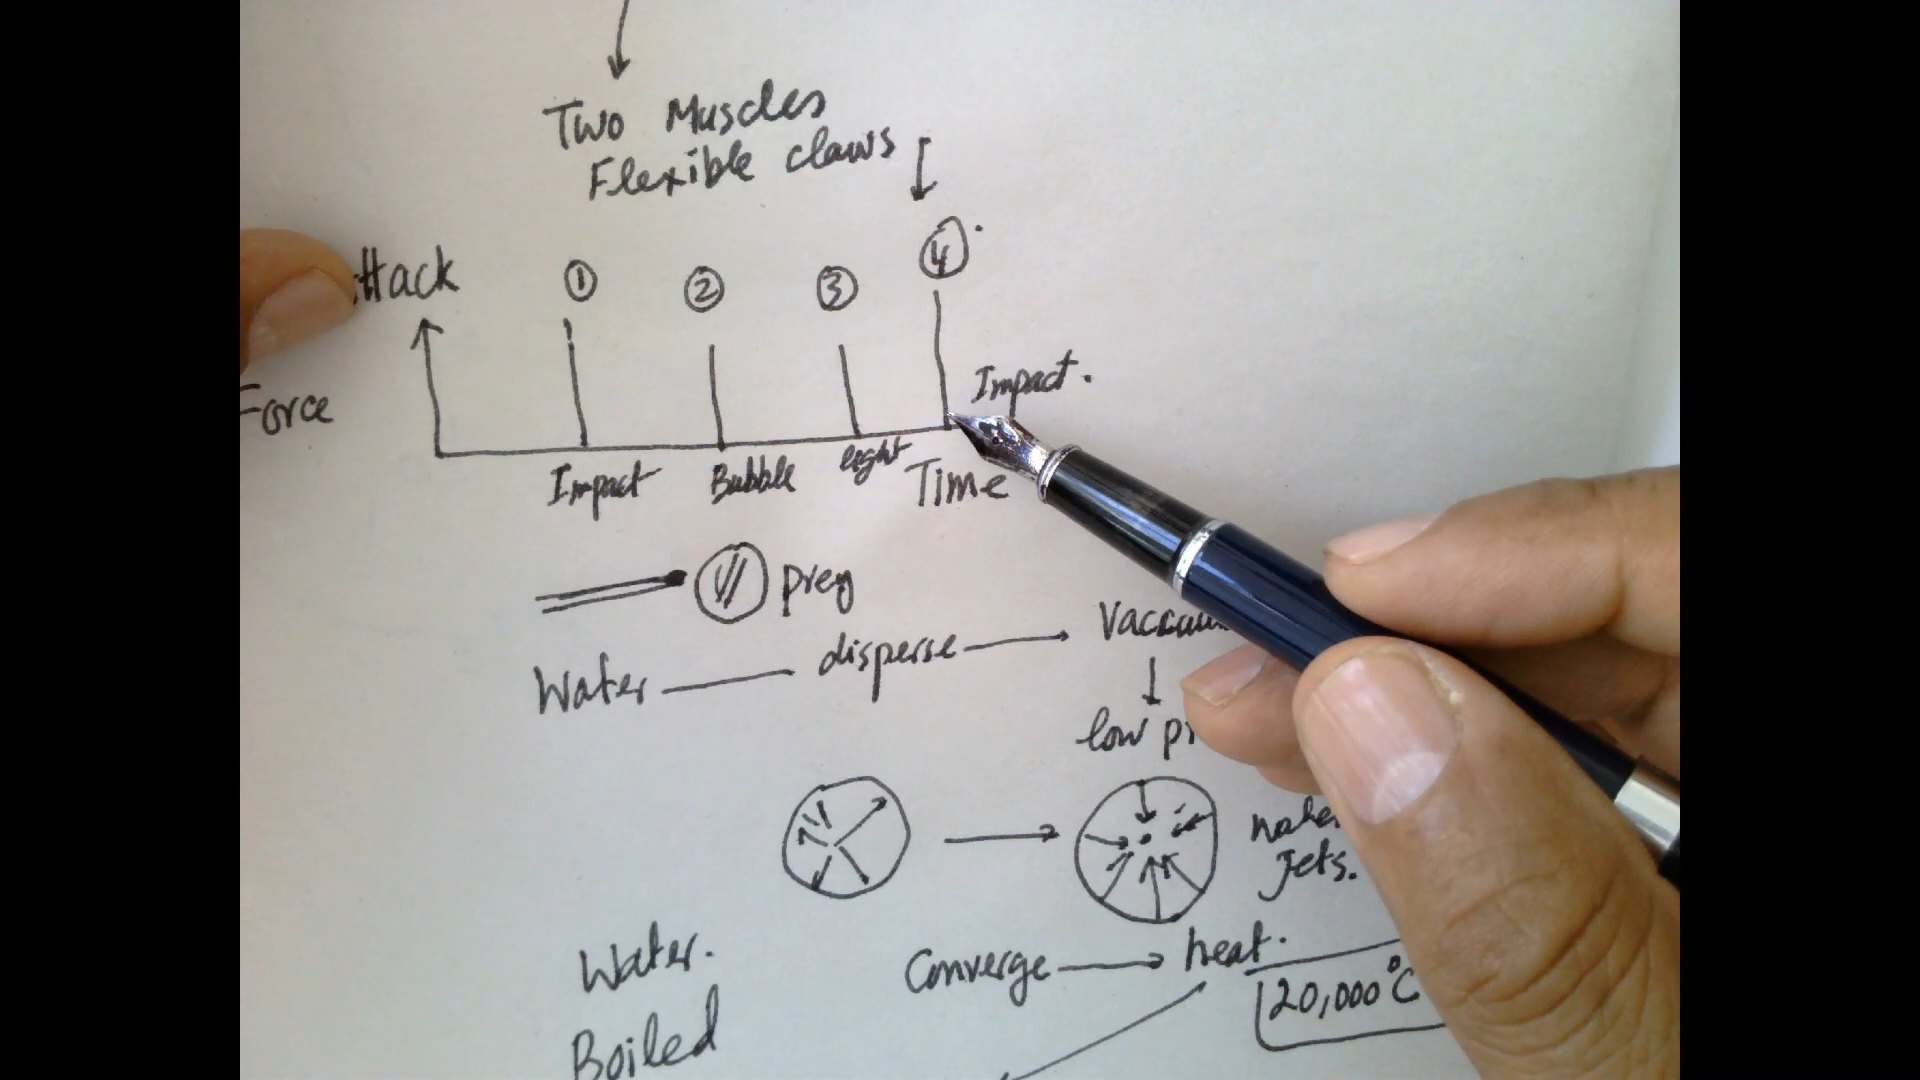 Two Muscles
Flexible claws
ttack
① ② ③ ④
Force
Impact.
Impact Bubble light Time
prey
Water disperse
low pr
Jets.
Water. Converge heat.
20,000°C
Boiled